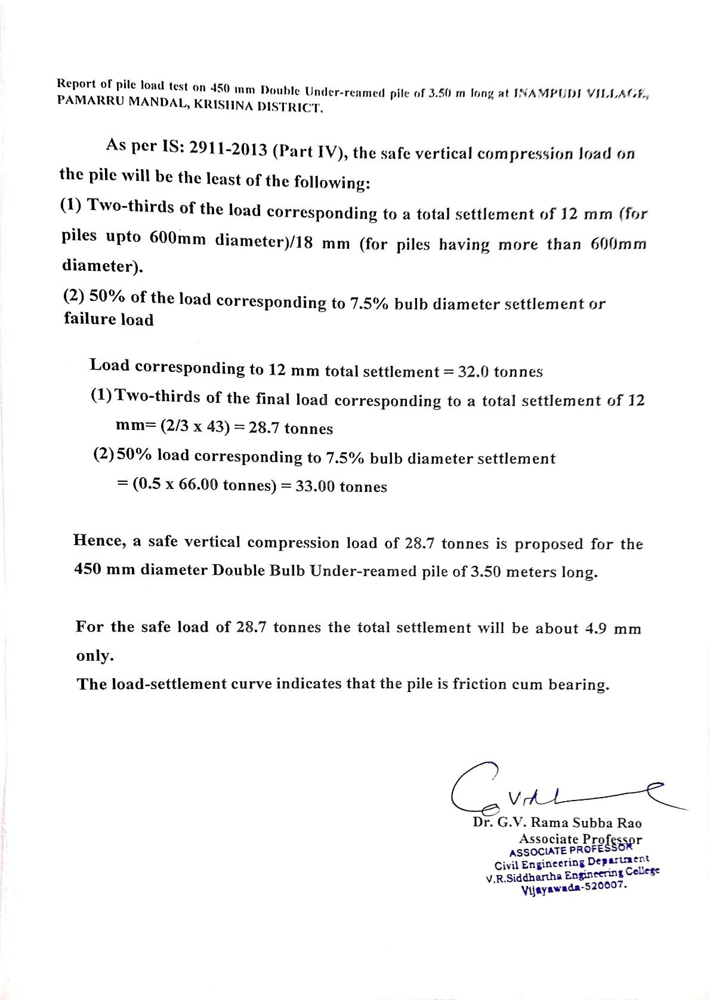 Report of pile load test on 450 mm Double Under-reamed pile of 3.50 m long at INAMPUDI VILLAGE,
PAMARRU MANDAL, KRISHNA DISTRICT.
As per IS: 2911-2013 (Part IV), the safe vertical compression load on
the pile will be the least of the following:
(1) Two-thirds of the load corresponding to a total settlement of 12 mm (for
piles upto 600mm diameter)/18 mm (for piles having more than 600mm
diameter).
(2) 50% of the load corresponding to 7.5% bulb diameter settlement or
failure load
Load corresponding to 12 mm total settlement = 32.0 tonnes
(1) Two-thirds of the final load corresponding to a total settlement of 12
mm= (2/3 x 43) = 28.7 tonnes
(2) 50% load corresponding to 7.5% bulb diameter settlement
= (0.5 x 66.00 tonnes) = 33.00 tonnes
Hence, a safe vertical compression load of 28.7 tonnes is proposed for the
450 mm diameter Double Bulb Under-reamed pile of 3.50 meters long.
For the safe load of 28.7 tonnes the total settlement will be about 4.9 mm
only.
The load-settlement curve indicates that the pile is friction cum bearing.
Dr. G.V. Rama Subba Rao
Associate Professor
ASSOCIATE PROFESSOR
Civil Engineering Department
V.R.Siddhartha Engineering College
Vijayawada-520007.